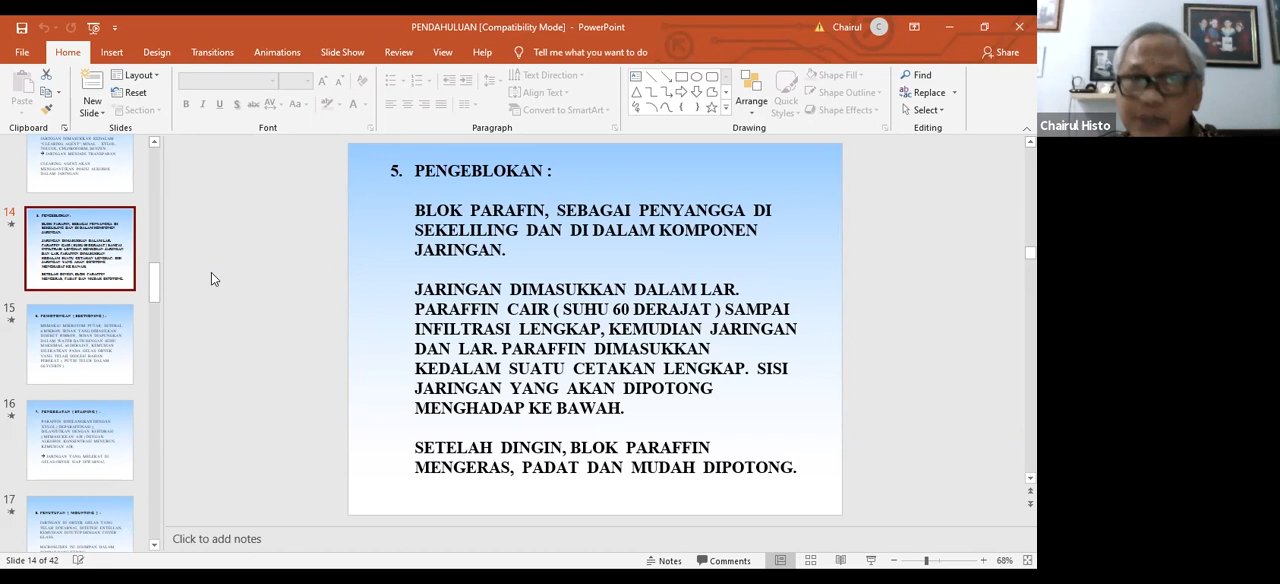 PENDAHULUAN [Compatibility Mode] - PowerPoint
Chairul
C
File Home Insert Design Transitions Animations Slide Show Review View Help Tell me what you want to do
Share
Paste
Clipboard
New Slide
Layout
Reset
Section
Slides
B I U S abc AV Aa A
Font
Text Direction
Align Text
Convert to SmartArt
Paragraph
Arrange
Quick Styles
Shape Fill
Shape Outline
Shape Effects
Drawing
Find
Replace
Select
Editing
Chairul Histo
14
15
16
17
5. PENGEBLOKAN :
BLOK PARAFIN, SEBAGAI PENYANGGA DI
SEKELILING DAN DI DALAM KOMPONEN
JARINGAN.
JARINGAN DIMASUKKAN DALAM LAR.
PARAFFIN CAIR ( SUHU 60 DERAJAT ) SAMPAI
INFILTRASI LENGKAP, KEMUDIAN JARINGAN
DAN LAR PARAFFIN DIMASUKKAN
KEDALAM SUATU CETAKAN LENGKAP. SISI
JARINGAN YANG AKAN DIPOTONG
MENGHADAP KE BAWAH.
SETELAH DINGIN, BLOK PARAFFIN
MENGERAS, PADAT DAN MUDAH DIPOTONG.
Click to add notes
Slide 14 of 42
Notes
Comments
68%